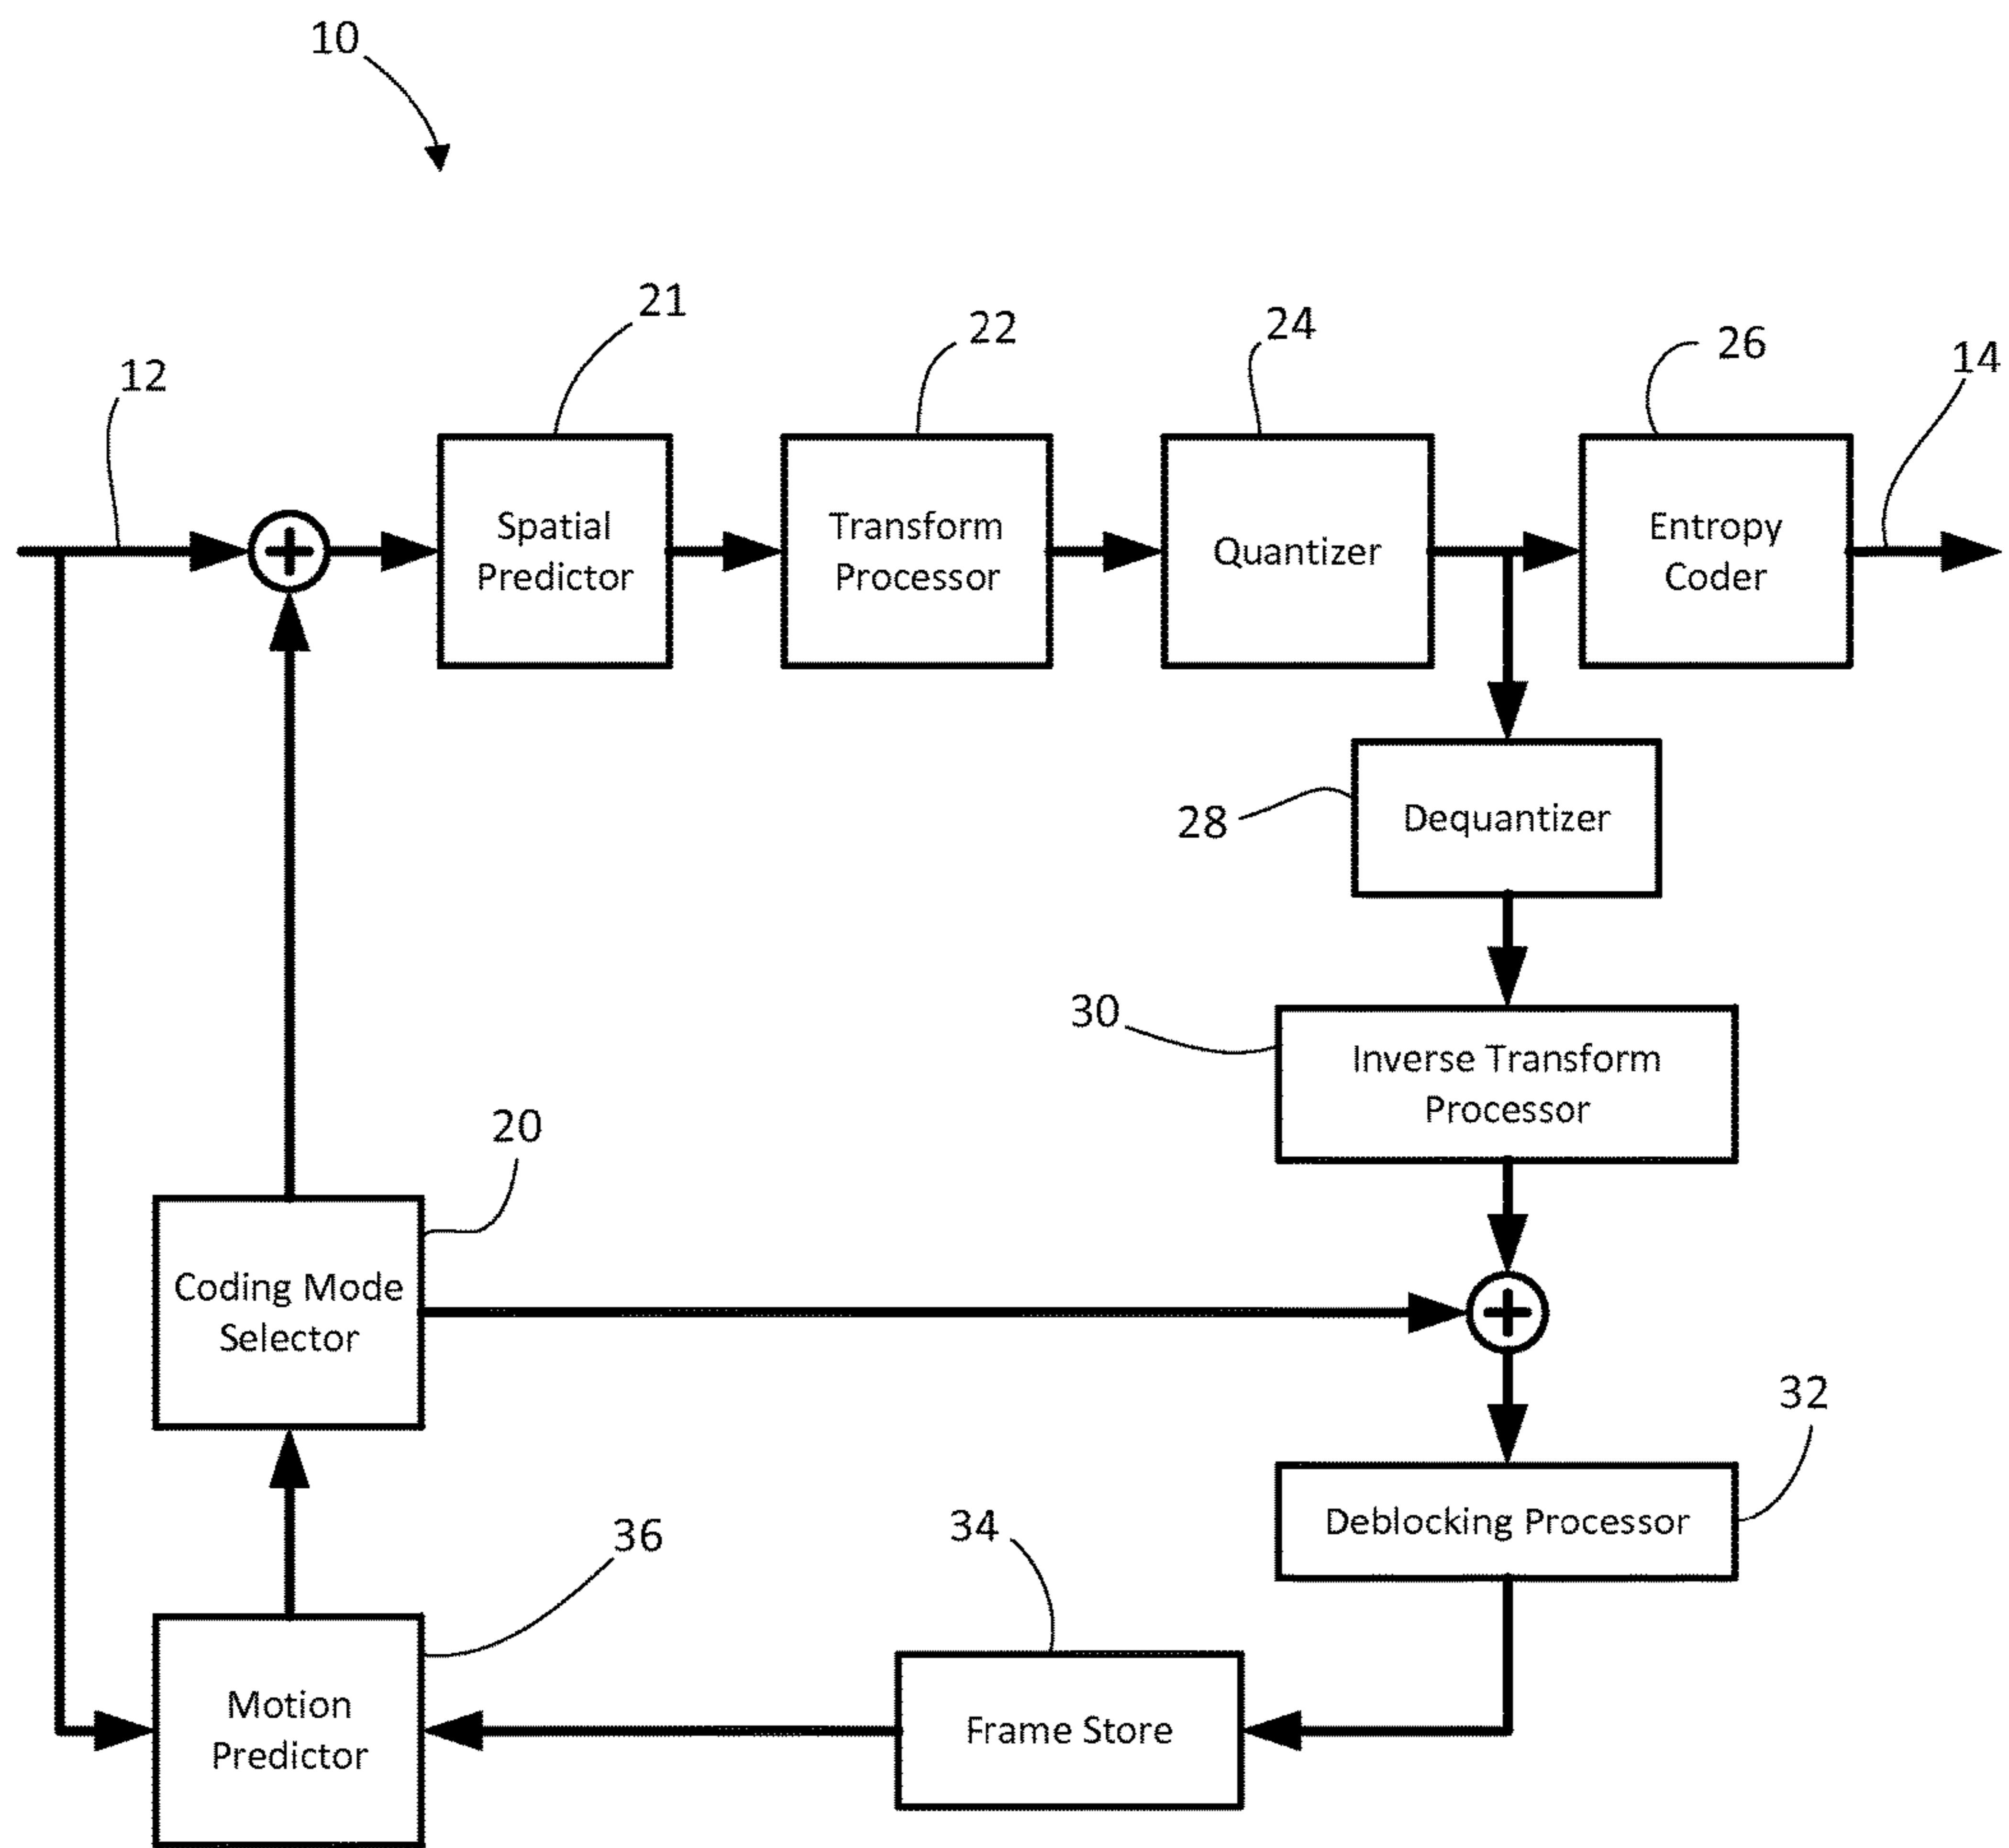 10
21
22
24
26
14
12
Spatial
Predictor
Transform
Processor
Quantizer
Entropy
Coder
28
Dequantizer
30
Inverse Transform
Processor
20
Coding Mode
Selector
32
Deblocking Processor
34
36
Frame Store
Motion
Predictor